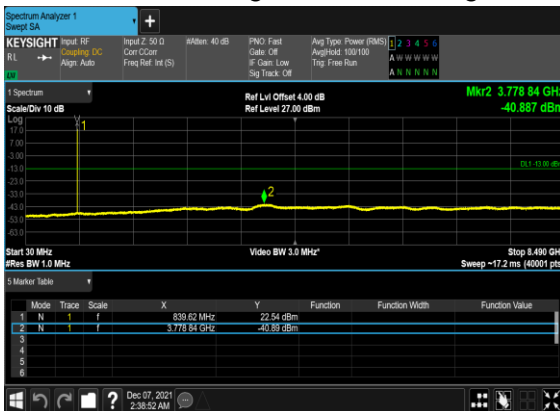 Spectrum Analyzer 1
Swept SA
KEYSIGHT Input: RF Input Z: 50 Ω #Atten: 40 dB PNO: Fast Avg Type: Power (RMS) 1 2 3 4 5 6
RL Coupling: DC Corr CCorr Gate: Off Avg|Hold: 100/100 A W W W W W
Align: Auto Freq Ref: Int (S) IF Gain: Low Trig: Free Run
Sig Track: Off A N N N N N
1 Spectrum Ref Lvl Offset 4.00 dB Mkr2 3.778 84 GHz
Scale/Div 10 dB Ref Level 27.00 dBm -40.887 dBm
Log
17.0
7.00
-3.00
-13.0
-23.0
-33.0
-43.0
-53.0
-63.0
1
2
DL1 -13.00 dBm
Start 30 MHz Video BW 3.0 MHz* Stop 8.490 GHz
#Res BW 1.0 MHz Sweep ~17.2 ms (40001 pts)
5 Marker Table
Mode Trace Scale X Y Function Function Width Function Value
1 N 1 f 839.62 MHz 22.54 dBm
2 N 1 f 3.778 84 GHz -40.89 dBm
3
4
5
6
Dec 07, 2021
2:38:52 AM